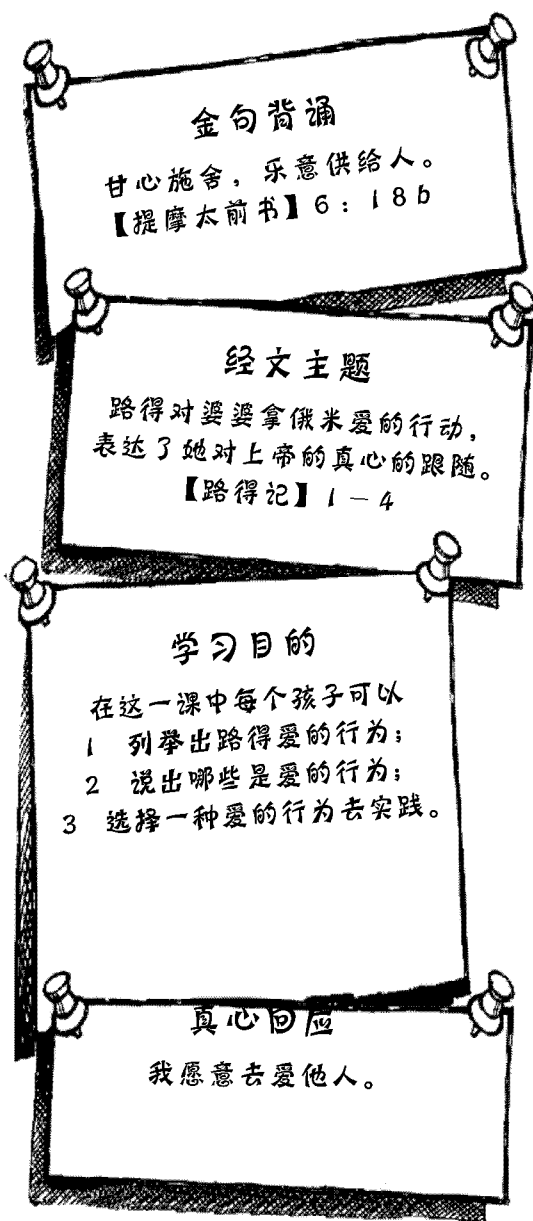 金句背诵
甘心施舍，乐意供给人。
【提摩太前书】6：18b
经文主题
路得对婆婆拿俄米爱的行动，
表达了她对上帝的真心的跟随。
【路得记】1－4
学习目的
在这一课中每个孩子可以
1 列举出路得爱的行为；
2 说出哪些是爱的行为；
3 选择一种爱的行为去实践。
真心回应
我愿意去爱他人。